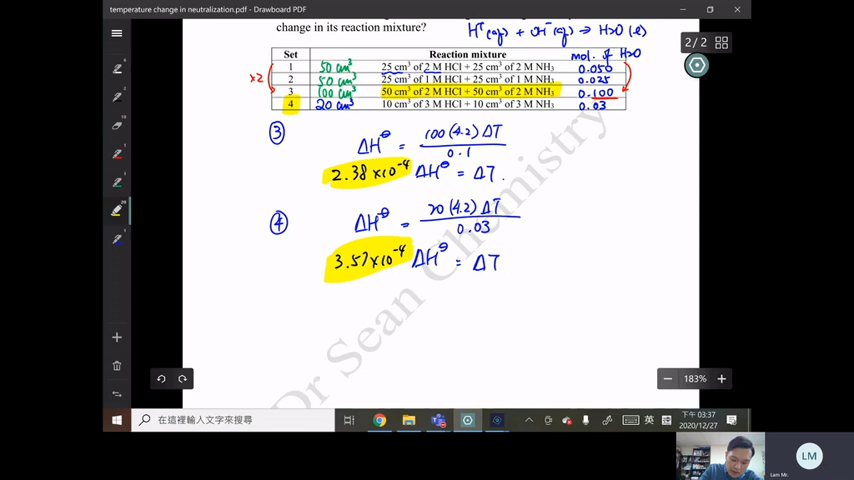 temperature change in neutralization.pdf - Drawboard PDF
change in its reaction mixture?
H⁺(aq) + OH⁻(aq) → H2O (l)
2/2
Set Reaction mixture mol. of H2O
1 50 cm³ 25 cm³ of 2 M HCl + 25 cm³ of 2 M NH₃ 0.050
×2 2 50 cm³ 25 cm³ of 1 M HCl + 25 cm³ of 1 M NH₃ 0.025
3 100 cm³ 50 cm³ of 2 M HCl + 50 cm³ of 2 M NH₃ 0.100
4 20 cm³ 10 cm³ of 3 M HCl + 10 cm³ of 3 M NH₃ 0.03
③ ΔH^⊖ = 100(4.2)ΔT / 0.1
2.38×10⁻⁴ ΔH^⊖ = ΔT.
④ ΔH^⊖ = 20(4.2)ΔT / 0.03
3.57×10⁻⁴ ΔH^⊖ = ΔT
Dr Sean Chemistry
183%
在這裡輸入文字來搜尋
英
下午 03:37
2020/12/27
LM
Lam Mr.